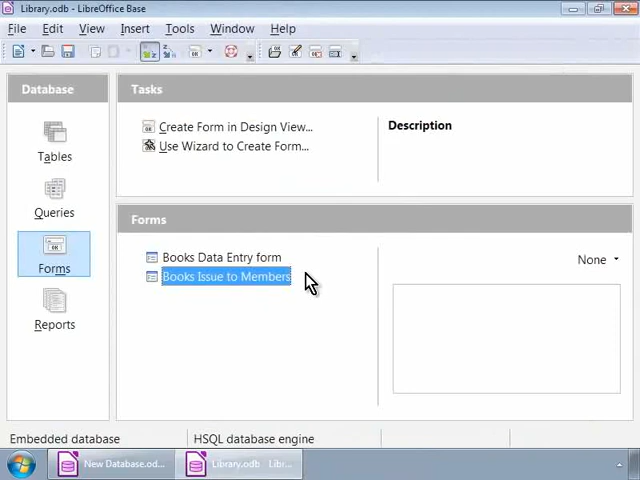 Library.odb - LibreOffice Base
File Edit View Insert Tools Window Help
Database
Tables
Queries
Forms
Reports
Tasks
Create Form in Design View...
Use Wizard to Create Form...
Description
Forms
Books Data Entry form
Books Issue to Members
None
Embedded database HSQL database engine
New Database.od... Library.odb - Libr...